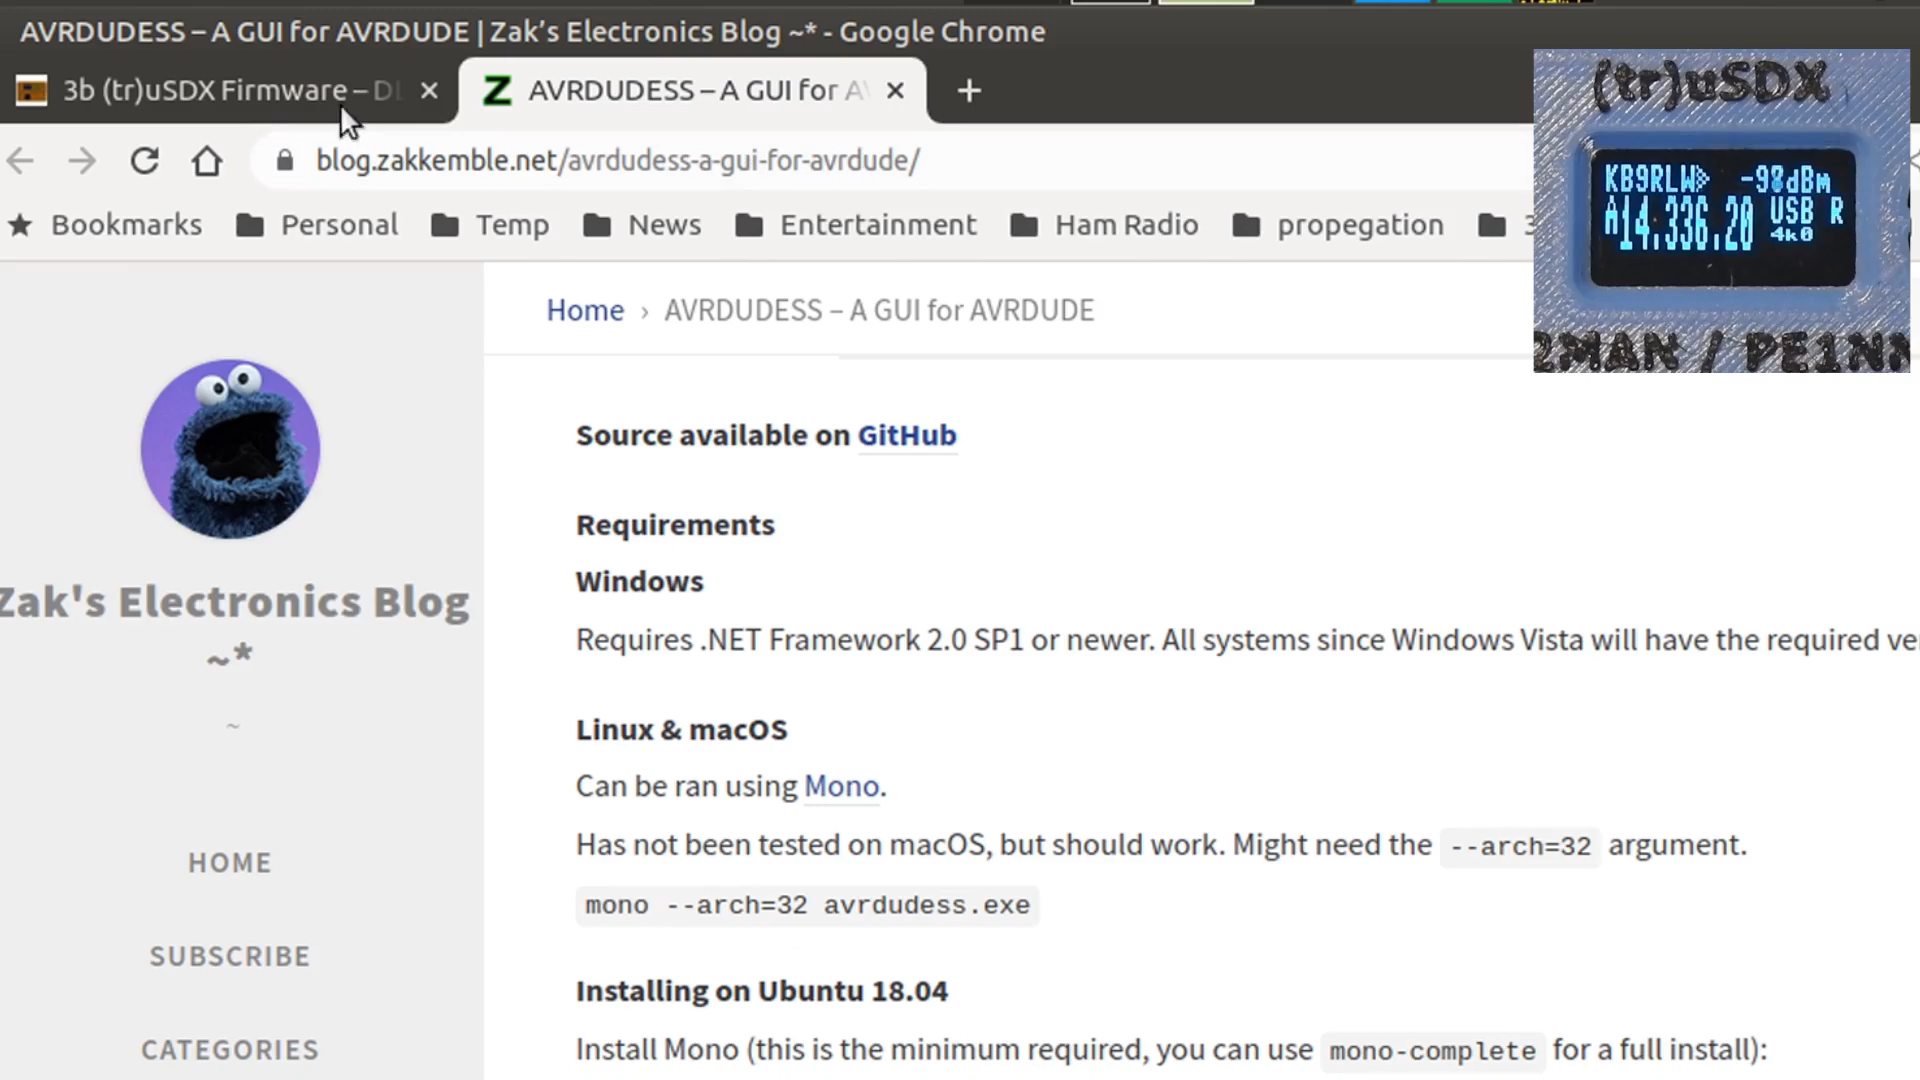 AVRDUDESS – A GUI for AVRDUDE | Zak’s Electronics Blog ~* - Google Chrome
3b (tr)uSDX Firmware – DL
AVRDUDESS – A GUI for AV
blog.zakkemble.net/avrdudess-a-gui-for-avrdude/
Bookmarks Personal Temp News Entertainment Ham Radio propegation 3
(tr)uSDX
KB9RLW> -98dBm
A14.336.20 USB R
4k0
2MAN / PE1NN
Home › AVRDUDESS – A GUI for AVRDUDE
Zak's Electronics Blog
~*
~
HOME
SUBSCRIBE
CATEGORIES
Source available on GitHub
Requirements
Windows
Requires .NET Framework 2.0 SP1 or newer. All systems since Windows Vista will have the required ve
Linux & macOS
Can be ran using Mono.
Has not been tested on macOS, but should work. Might need the --arch=32 argument.
mono --arch=32 avrdudess.exe
Installing on Ubuntu 18.04
Install Mono (this is the minimum required, you can use mono-complete for a full install):